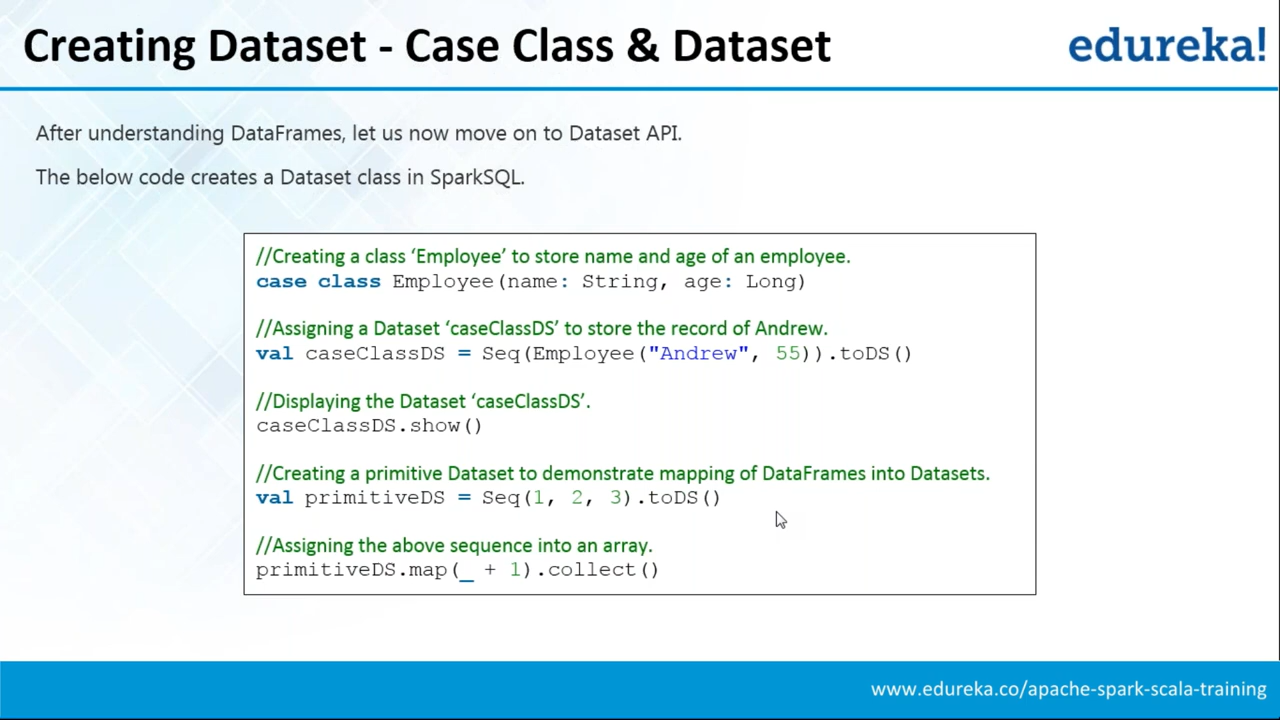 Creating Dataset - Case Class & Dataset
edureka!
After understanding DataFrames, let us now move on to Dataset API.
The below code creates a Dataset class in SparkSQL.
//Creating a class ‘Employee’ to store name and age of an employee.
case class Employee(name: String, age: Long)
//Assigning a Dataset ‘caseClassDS’ to store the record of Andrew.
val caseClassDS = Seq(Employee("Andrew", 55)).toDS()
//Displaying the Dataset ‘caseClassDS’.
caseClassDS.show()
//Creating a primitive Dataset to demonstrate mapping of DataFrames into Datasets.
val primitiveDS = Seq(1, 2, 3).toDS()
//Assigning the above sequence into an array.
primitiveDS.map(_ + 1).collect()
www.edureka.co/apache-spark-scala-training